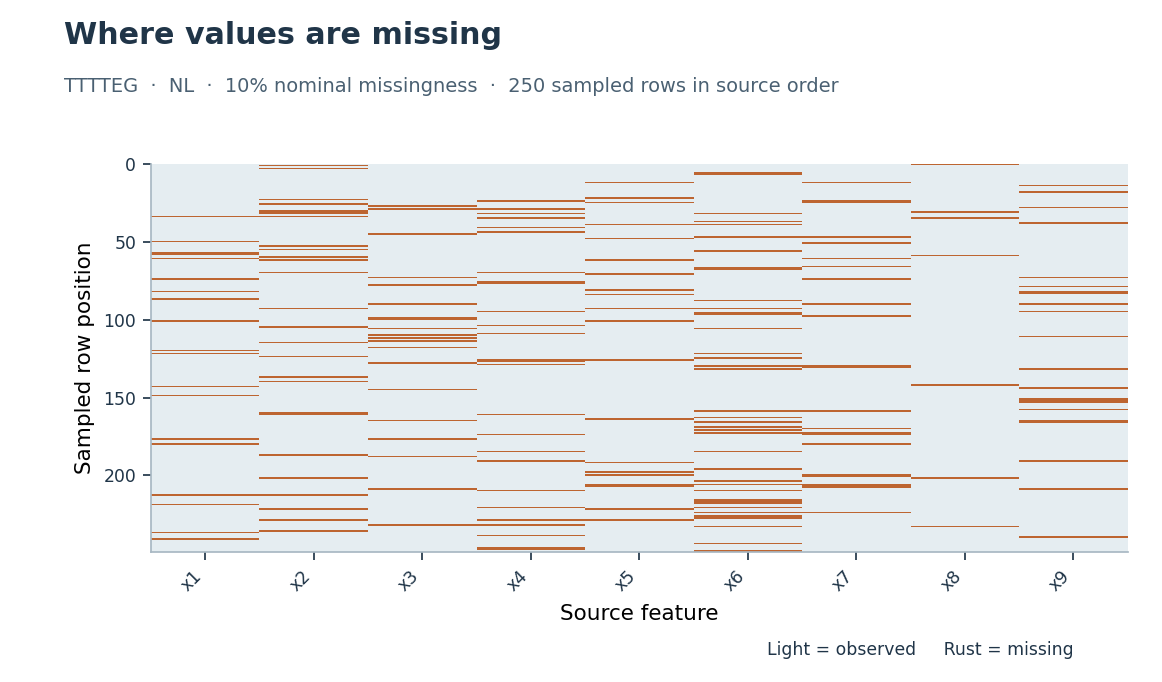 Where values are missing
TTTTEG · NL · 10% nominal missingness · 250 sampled rows in source order
0
50
100
150
200
Sampled row position
x1 x2 x3 x4 x5 x6 x7 x8 x9
Source feature
Light = observed Rust = missing